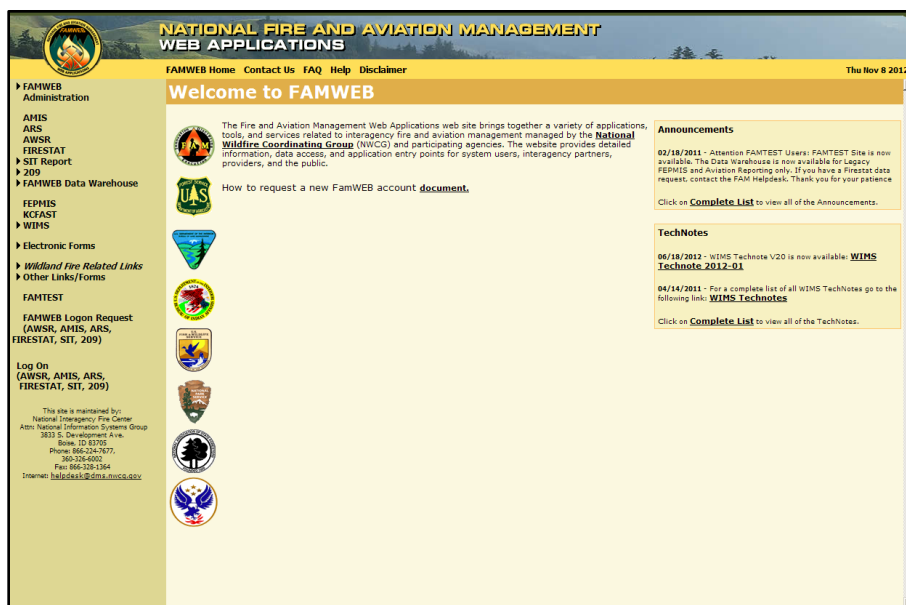 FAMWEB
NATIONAL FIRE AND AVIATION MANAGEMENT
WEB APPLICATIONS
FAMWEB Home Contact Us FAQ Help Disclaimer
Thu Nov 8 2012
FAMWEB
Administration
AMIS
ARS
AWSR
FIRESTAT
SIT Report
209
FAMWEB Data Warehouse
FEPMIS
KCFAST
WIMS
Electronic Forms
Wildland Fire Related Links
Other Links/Forms
FAMTEST
FAMWEB Logon Request
(AWSR, AMIS, ARS,
FIRESTAT, SIT, 209)
Log On
(AWSR, AMIS, ARS,
FIRESTAT, SIT, 209)
This site is maintained by:
National Interagency Fire Center
Attn: National Information Systems Group
3833 S. Development Ave.
Boise, ID 83705
Phone: 866-224-7677,
360-326-6002
Fax: 866-328-1364
Internet: helpdesk@dms.nwcg.gov
Welcome to FAMWEB
The Fire and Aviation Management Web Applications web site brings together a variety of applications,
tools, and services related to interagency fire and aviation management managed by the National
Wildfire Coordinating Group (NWCG) and participating agencies. The website provides detailed
information, data access, and application entry points for system users, interagency partners,
providers, and the public.
How to request a new FamWEB account document.
F A M
U S
Announcements
02/18/2011 - Attention FAMTEST Users: FAMTEST Site is now
available. The Data Warehouse is now available for Legacy
FEPMIS and Aviation Reporting only. If you have a Firestat data
request, contact the FAM Helpdesk. Thank you for your patience
Click on Complete List to view all of the Announcements.
TechNotes
06/18/2012 - WIMS Technote V20 is now available: WIMS
Technote 2012-01
04/14/2011 - For a complete list of all WIMS TechNotes go to the
following link: WIMS Technotes
Click on Complete List to view all of the TechNotes.